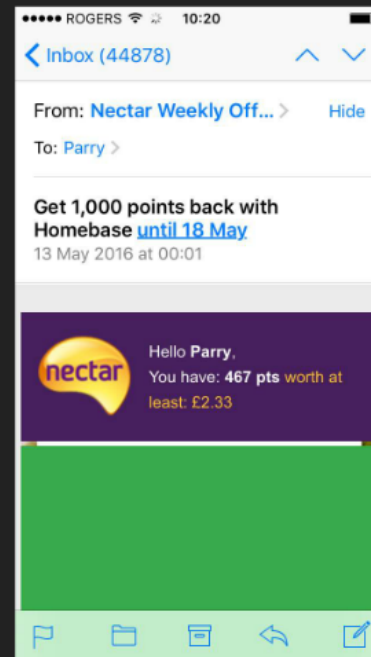 ROGERS 10:20
Inbox (44878)
From: Nectar Weekly Off... Hide
To: Parry
Get 1,000 points back with
Homebase until 18 May
13 May 2016 at 00:01
nectar
Hello Parry,
You have: 467 pts worth at
least: £2.33